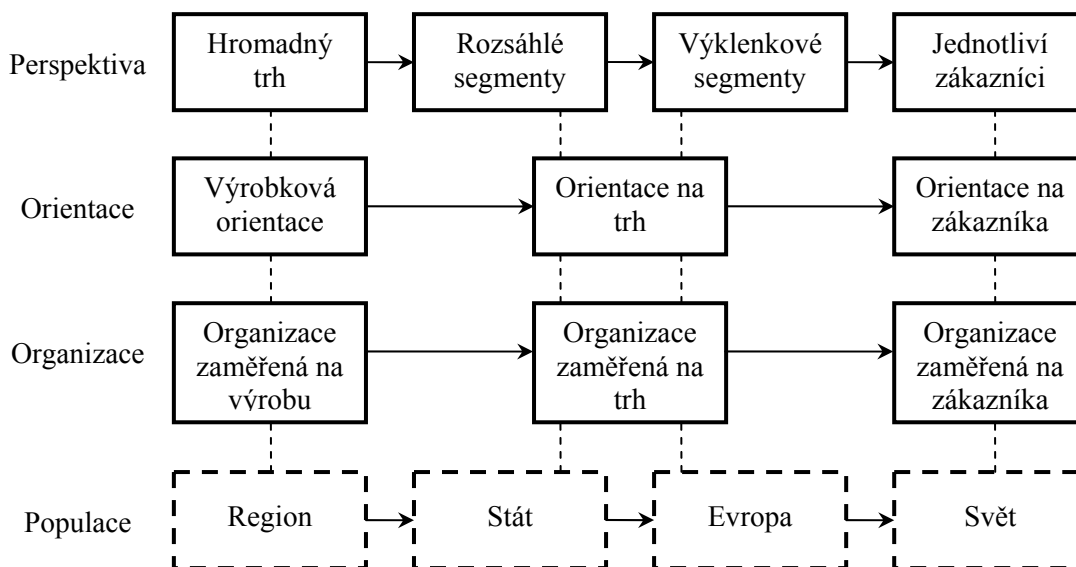 Perspektiva
Hromadný
trh
Rozsáhlé
segmenty
Výklenkové
segmenty
Jednotliví
zákazníci
Orientace
Výrobková
orientace
Orientace na
trh
Orientace na
zákazníka
Organizace
Organizace
zaměřená na
výrobu
Organizace
zaměřená na
trh
Organizace
zaměřená na
zákazníka
Populace
Region
Stát
Evropa
Svět